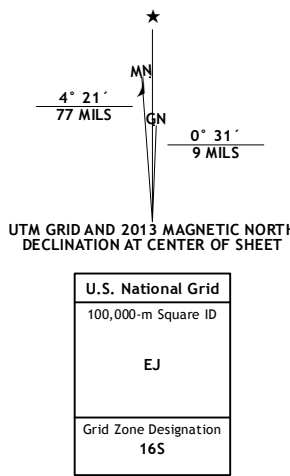 ★
MN
GN
4° 21´
77 MILS
0° 31´
9 MILS
UTM GRID AND 2013 MAGNETIC NORTH
DECLINATION AT CENTER OF SHEET
U.S. National Grid
100,000-m Square ID
EJ
Grid Zone Designation
16S